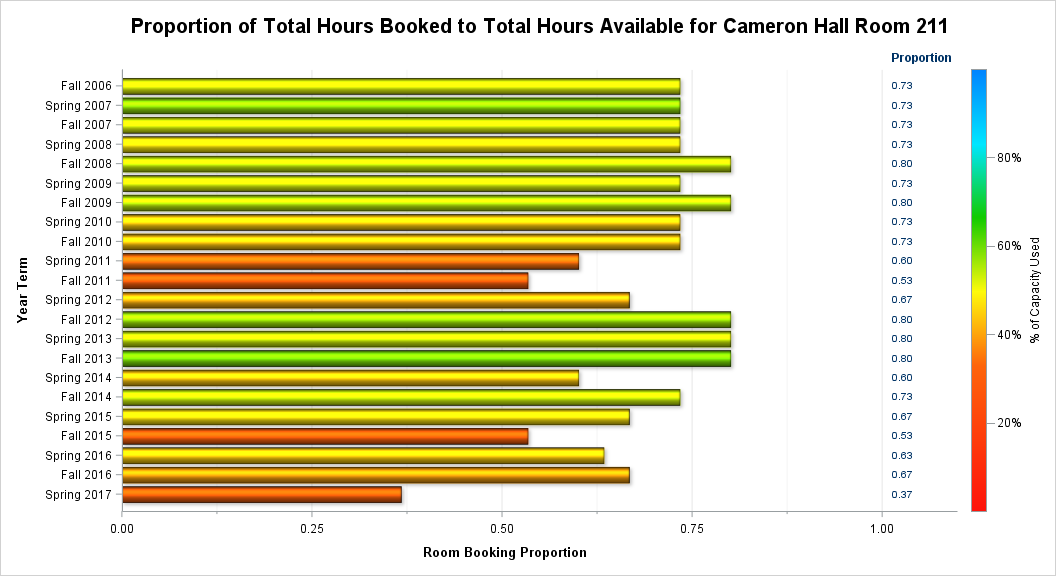 Proportion of Total Hours Booked to Total Hours Available for Cameron Hall Room 211
Proportion
Fall 2006 0.73
Spring 2007 0.73
Fall 2007 0.73
Spring 2008 0.73
Fall 2008 0.80
Spring 2009 0.73
Fall 2009 0.80
Spring 2010 0.73
Fall 2010 0.73
Spring 2011 0.60
Fall 2011 0.53
Spring 2012 0.67
Fall 2012 0.80
Spring 2013 0.80
Fall 2013 0.80
Spring 2014 0.60
Fall 2014 0.73
Spring 2015 0.67
Fall 2015 0.53
Spring 2016 0.63
Fall 2016 0.67
Spring 2017 0.37
Year Term
0.00 0.25 0.50 0.75 1.00
Room Booking Proportion
80%
60%
40%
20%
% of Capacity Used